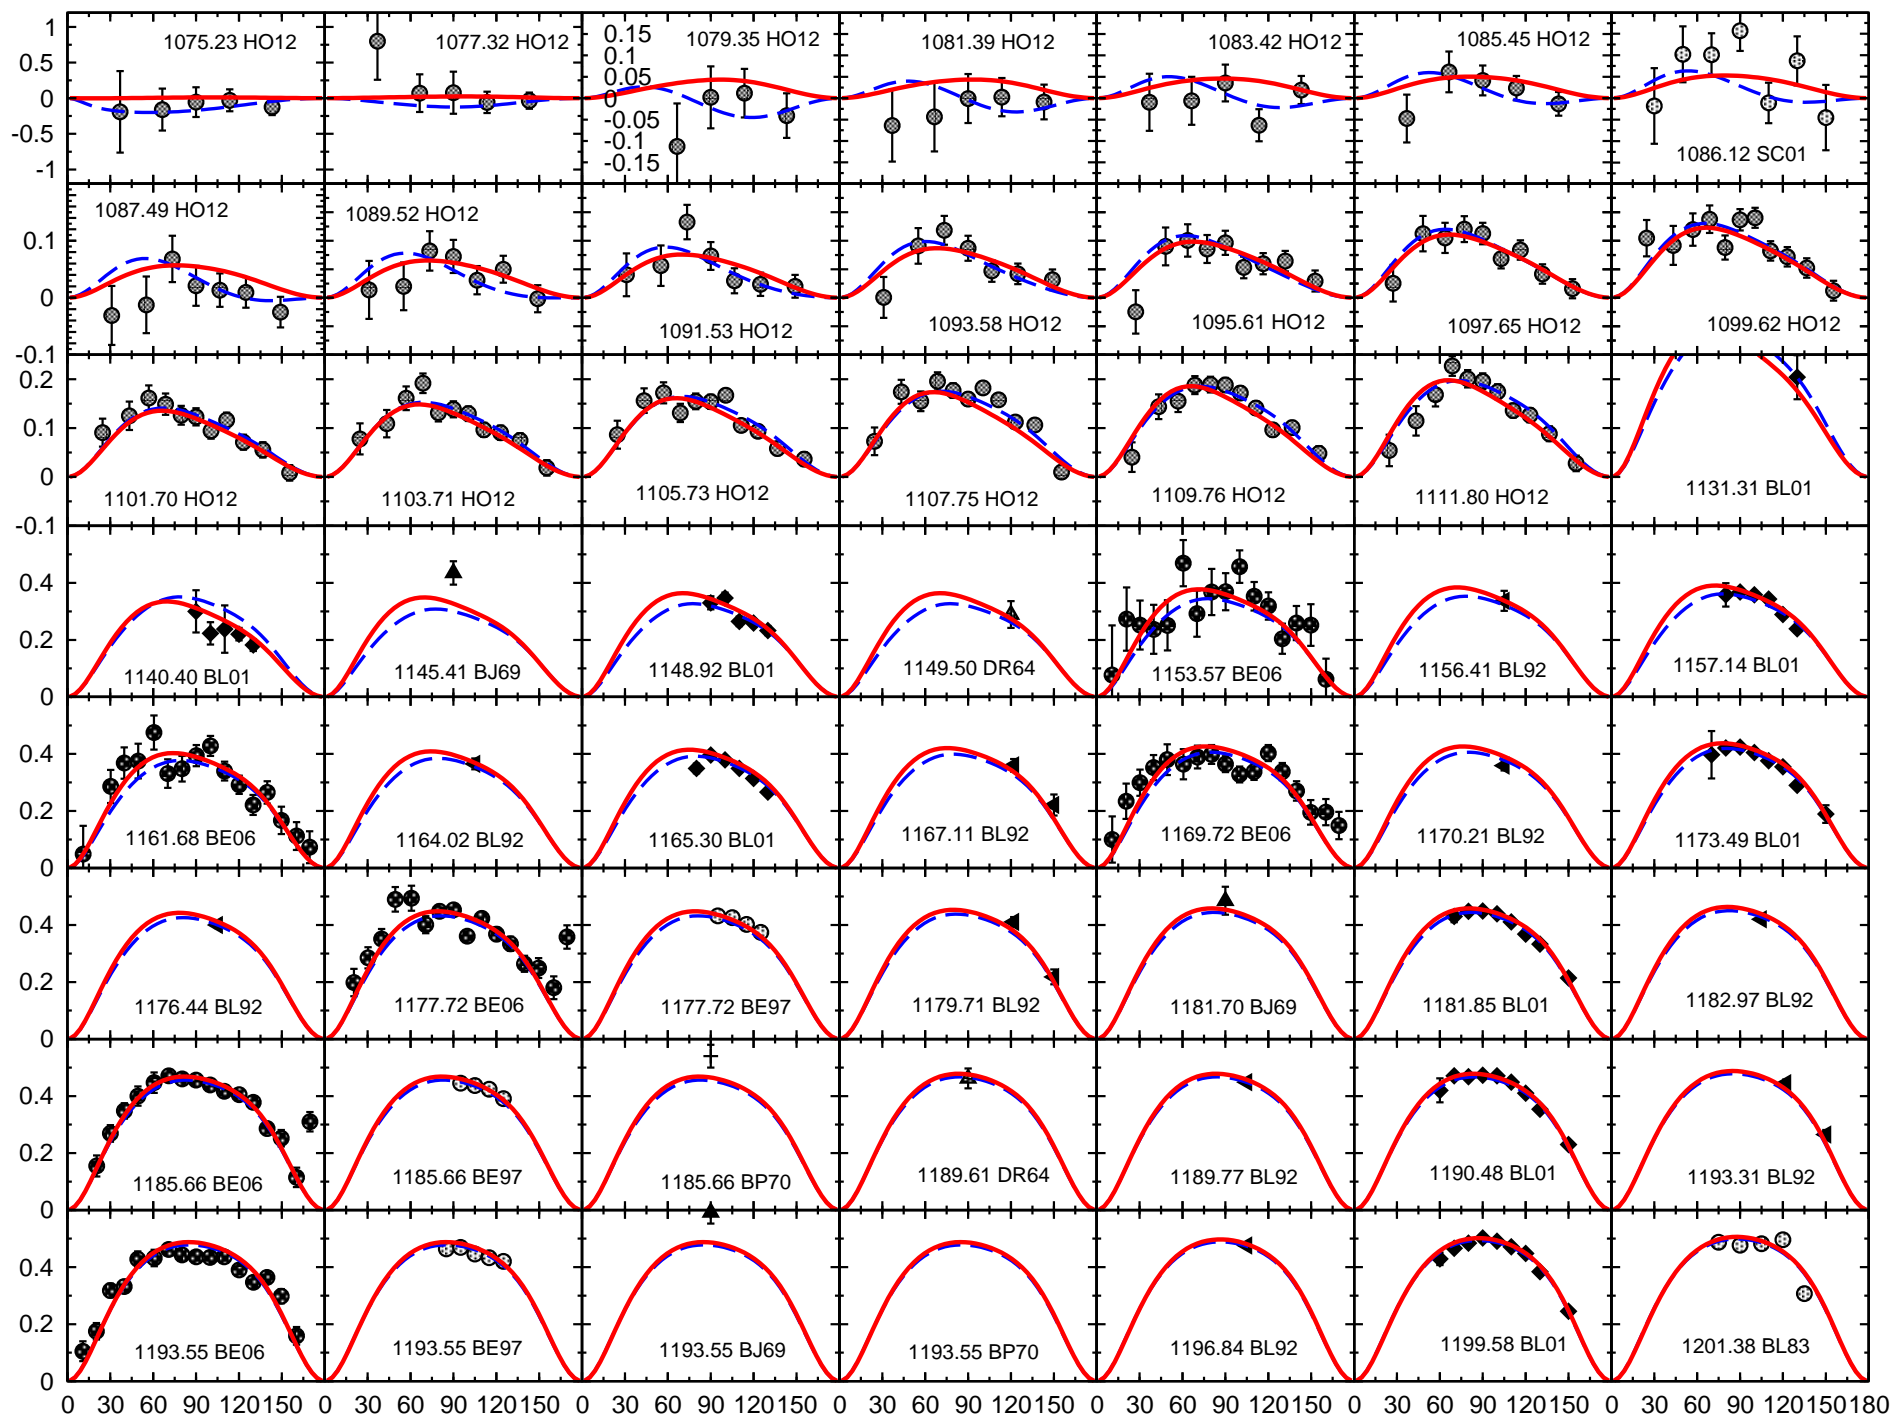 1
0.5
0
-0.5
-1
1075.23 HO12
1077.32 HO12
0.15
0.05
0
-0.05
-0.1
-0.15
1079.35 HO12
1081.39 HO12
1083.42 HO12
1085.45 HO12
1086.12 SC01
0.1
0
-0.1
1087.49 HO12
1089.52 HO12
1091.53 HO12
1093.58 HO12
1095.61 HO12
1097.65 HO12
1099.62 HO12
0.2
0.1
0
-0.1
1101.70 HO12
1103.71 HO12
1105.73 HO12
1107.75 HO12
1109.76 HO12
1111.80 HO12
1131.31 BL01
0.4
0.2
0
1140.40 BL01
1145.41 BJ69
1148.92 BL01
1149.50 DR64
1153.57 BE06
1156.41 BL92
1157.14 BL01
0.4
0.2
0
1161.68 BE06
1164.02 BL92
1165.30 BL01
1167.11 BL92
1169.72 BE06
1170.21 BL92
1173.49 BL01
0.4
0.2
0
1176.44 BL92
1177.72 BE06
1177.72 BE97
1179.71 BL92
1181.70 BJ69
1181.85 BL01
1182.97 BL92
0.4
0.2
0
1185.66 BE06
1185.66 BE97
1185.66 BP70
1189.61 DR64
1189.77 BL92
1190.48 BL01
1193.31 BL92
0.4
0.2
0
1193.55 BE06
1193.55 BE97
1193.55 BJ69
1193.55 BP70
1196.84 BL92
1199.58 BL01
1201.38 BL83
0 30 60 90 120150 30 60 90 120150 30 60 90 120150 30 60 90 120150 30 60 90 120150 30 60 90 120150 30 60 90 120150180